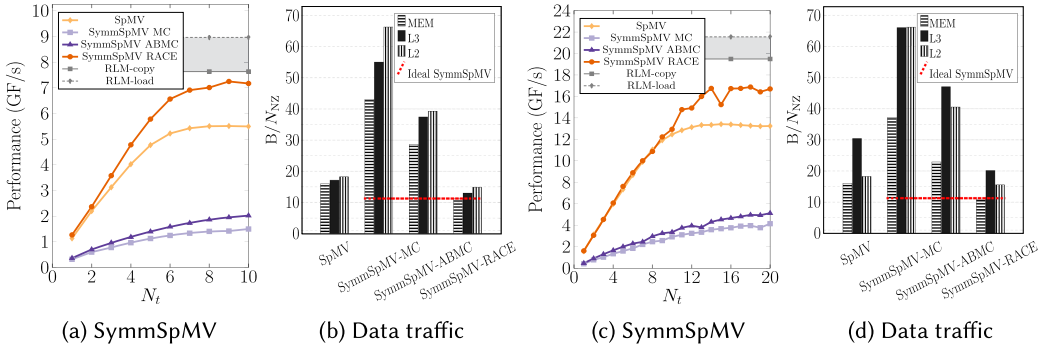 Performance (GF/s)
10
9
8
7
6
5
4
3
2
1
0
SpMV
SymmSpMV MC
SymmSpMV ABMC
SymmSpMV RACE
RLM-copy
RLM-load
0 2 4 6 8 10
N_t
(a) SymmSpMV
B/N_NZ
70
60
50
40
30
20
10
0
MEM
L3
L2
Ideal SymmSpMV
SpMV
SymmSpMV-MC
SymmSpMV-ABMC
SymmSpMV-RACE
(b) Data traffic
Performance (GF/s)
24
22
20
18
16
14
12
10
8
6
4
2
0
SpMV
SymmSpMV MC
SymmSpMV ABMC
SymmSpMV RACE
RLM-copy
RLM-load
0 4 8 12 16 20
N_t
(c) SymmSpMV
B/N_NZ
70
60
50
40
30
20
10
0
MEM
L3
L2
Ideal SymmSpMV
SpMV
SymmSpMV-MC
SymmSpMV-ABMC
SymmSpMV-RACE
(d) Data traffic